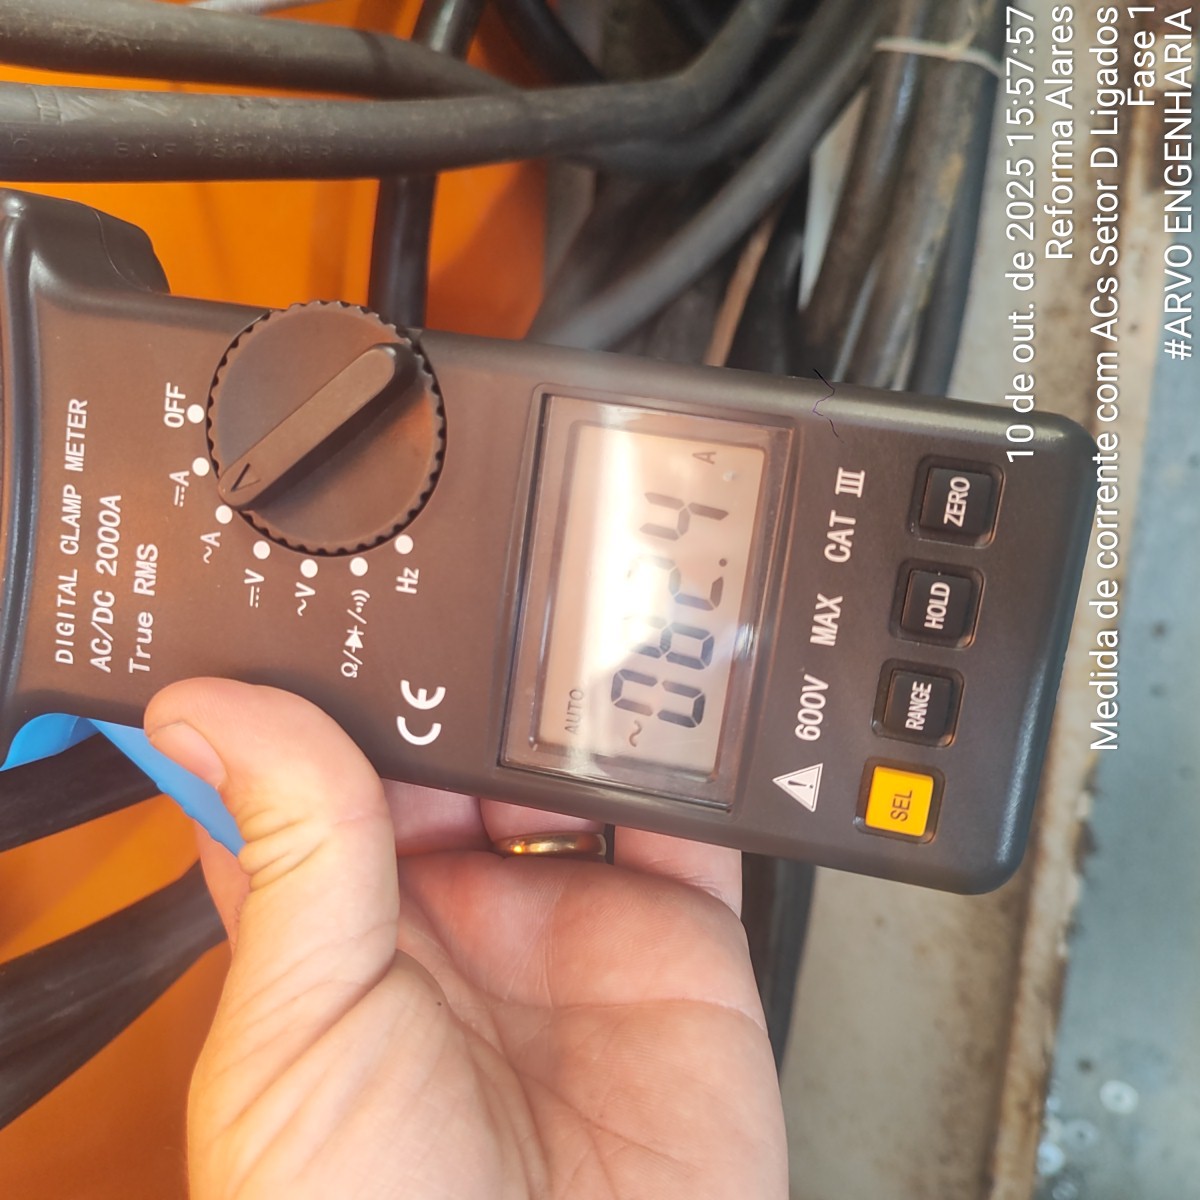 DIGITAL CLAMP METER
AC/DC 2000A
True RMS
OFF
⎓A
~A
⎓V
~V
Ω/⯈/•)))
Hz
CE
AUTO
~082.4 A
600V MAX CAT III
SEL RANGE HOLD ZERO
10 de out. de 2025 15:57:57
Reforma Alares
Medida de corrente com ACs Setor D Ligados
Fase 1
#ARVO ENGENHARIA